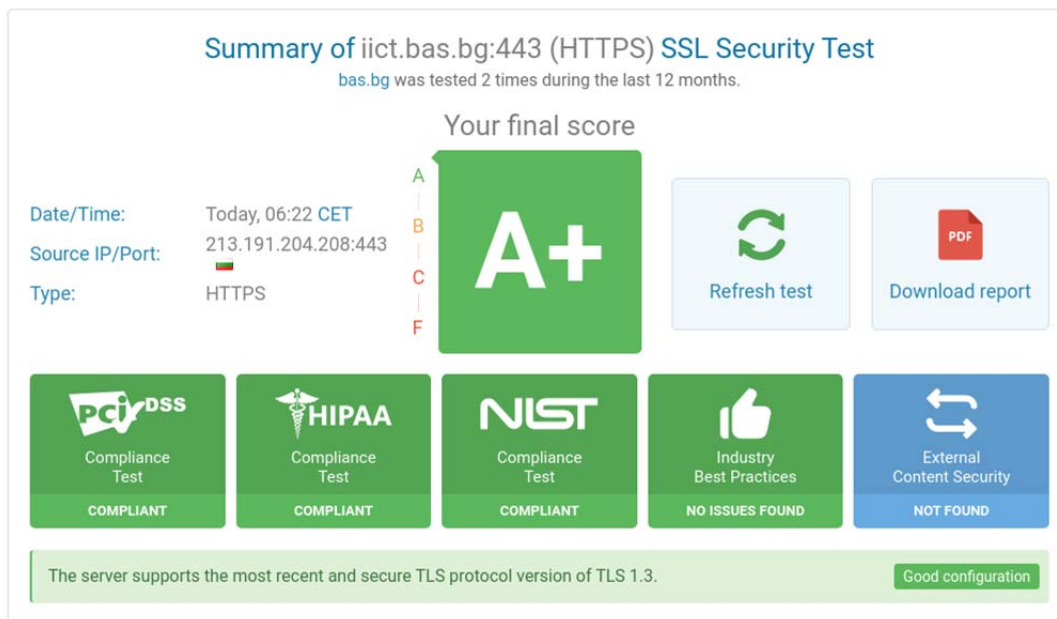 Summary of iict.bas.bg:443 (HTTPS) SSL Security Test
bas.bg was tested 2 times during the last 12 months.
Your final score
Date/Time: Today, 06:22 CET
Source IP/Port: 213.191.204.208:443
Type: HTTPS
A
B
C
F
A+
Refresh test
PDF
Download report
PCI DSS
Compliance
Test
COMPLIANT
HIPAA
Compliance
Test
COMPLIANT
NIST
Compliance
Test
COMPLIANT
Industry
Best Practices
NO ISSUES FOUND
External
Content Security
NOT FOUND
The server supports the most recent and secure TLS protocol version of TLS 1.3.
Good configuration